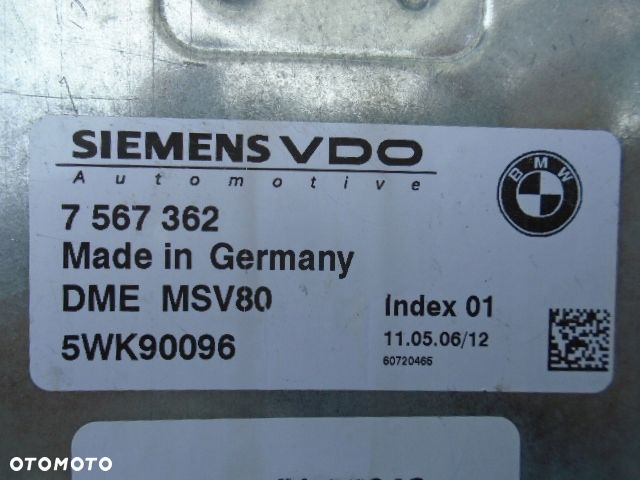 SIEMENS VDO
Automotive
BMW
7 567 362
Made in Germany
DME MSV80
Index 01
5WK90096
11.05.06/12
60720465
OTOMOTO